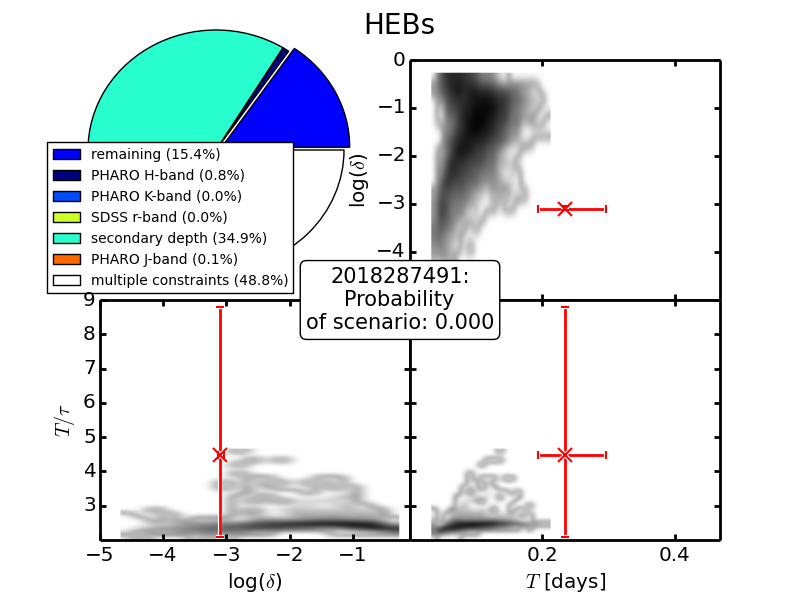 HEBs
remaining (15.4%)
PHARO H-band (0.8%)
PHARO K-band (0.0%)
SDSS r-band (0.0%)
secondary depth (34.9%)
PHARO J-band (0.1%)
multiple constraints (48.8%)
0
−1
−2
−3
−4
log(δ)
2018287491:
Probability
of scenario: 0.000
9
8
7
6
5
4
3
T/τ
−5 −4 −3 −2 −1
log(δ)
0.2 0.4
T [days]